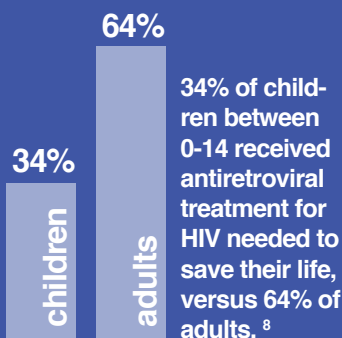 64%
34%
children
adults
34% of child-
ren between
0-14 received
antiretroviral
treatment for
HIV needed to
save their life,
versus 64% of
adults. 8